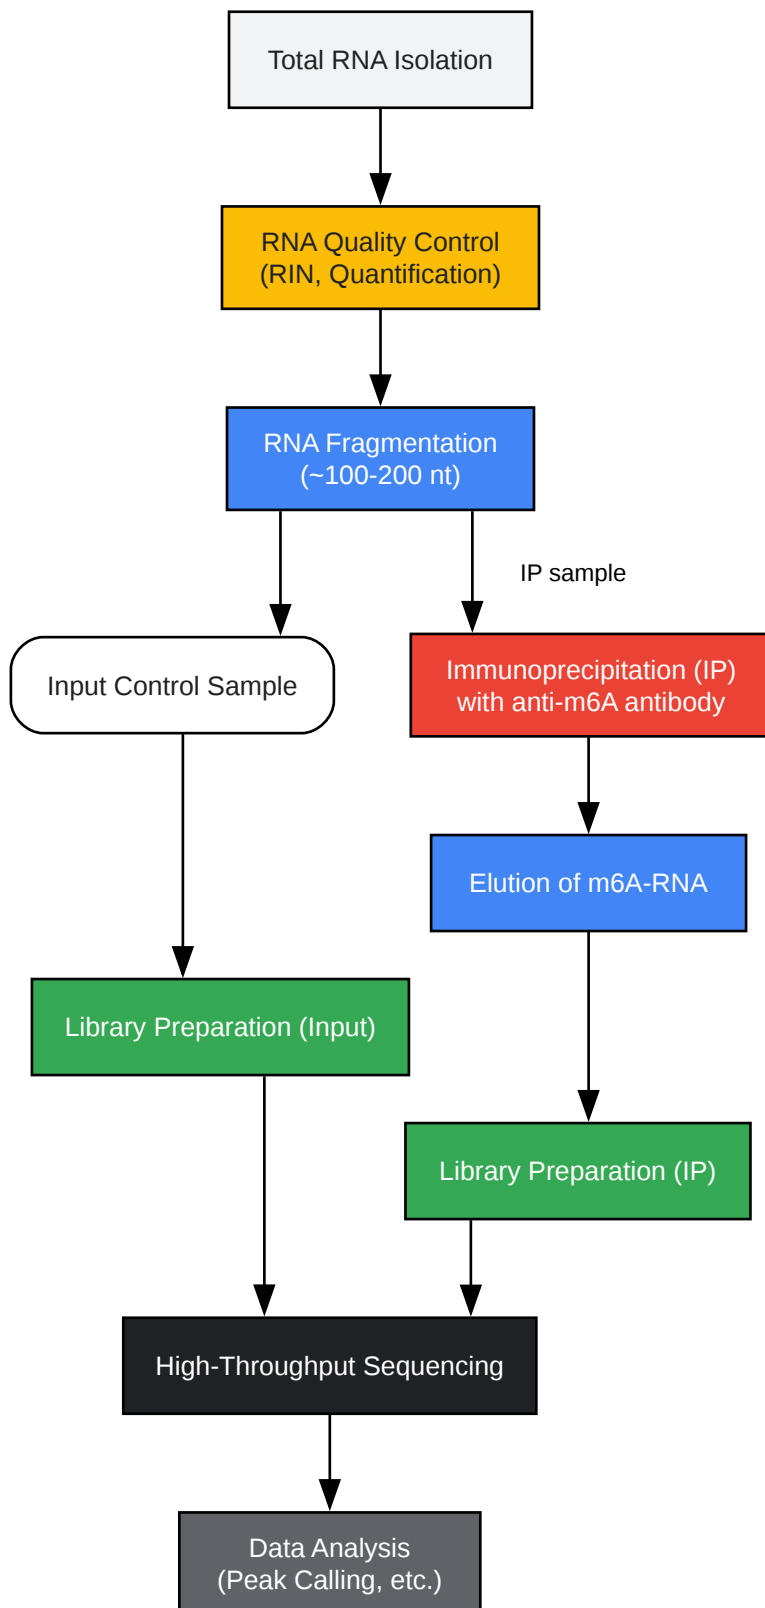 Total RNA Isolation
RNA Quality Control
(RIN, Quantification)
RNA Fragmentation
(~100-200 nt)
IP sample
Input Control Sample
Immunoprecipitation (IP)
with anti-m6A antibody
Elution of m6A-RNA
Library Preparation (Input)
Library Preparation (IP)
High-Throughput Sequencing
Data Analysis
(Peak Calling, etc.)